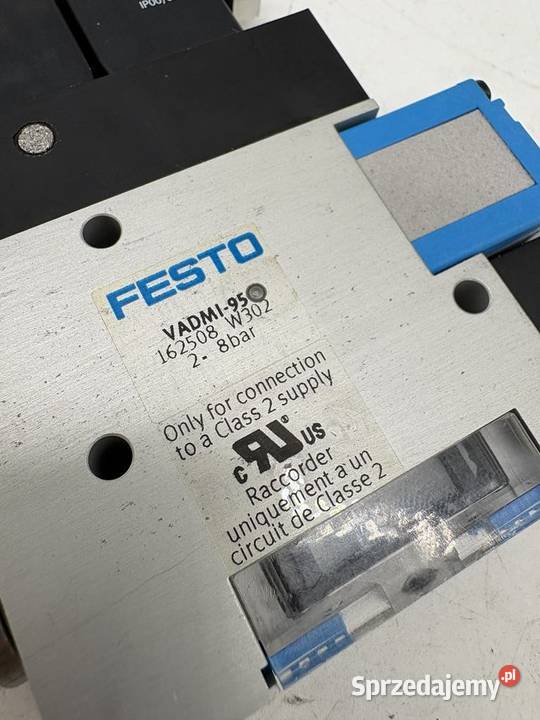 FESTO
VADMI-95
162508 W302
2- 8bar
Only for connection
to a Class 2 supply
c US
Raccorder
uniquement a un
circuit de Classe 2
Sprzedajemy.pl